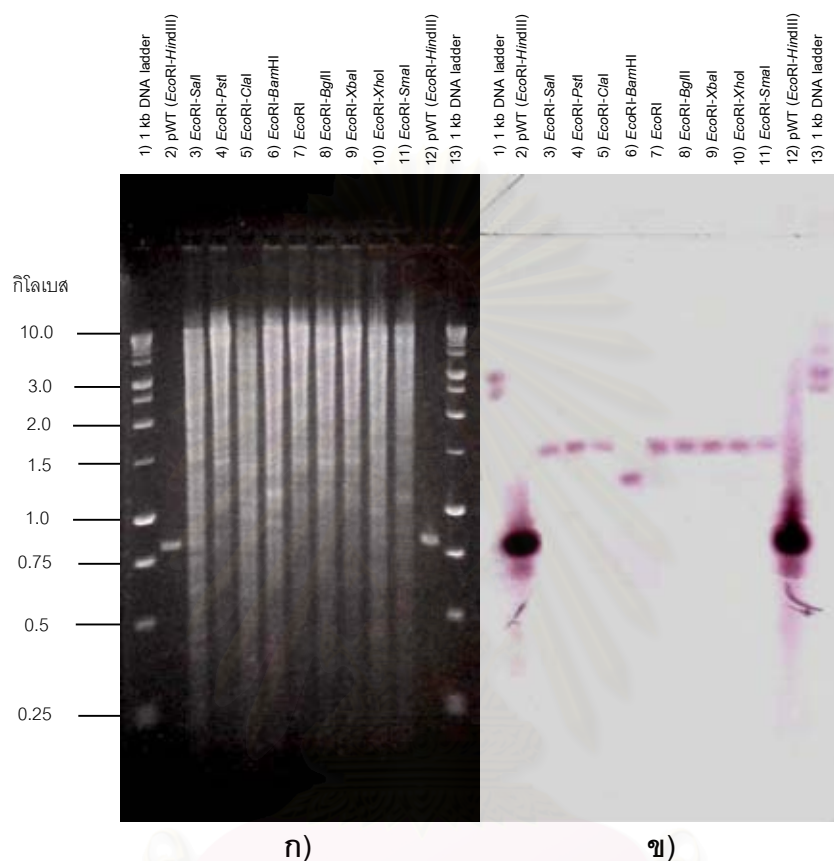 1) 1 kb DNA ladder
2) pWT (EcoRI-HindIII)
3) EcoRI-SalI
4) EcoRI-PstI
5) EcoRI-ClaI
6) EcoRI-BamHI
7) EcoRI
8) EcoRI-BglII
9) EcoRI-XbaI
10) EcoRI-XhoI
11) EcoRI-SmaI
12) pWT (EcoRI-HindIII)
13) 1 kb DNA ladder
1) 1 kb DNA ladder
2) pWT (EcoRI-HindIII)
3) EcoRI-SalI
4) EcoRI-PstI
5) EcoRI-ClaI
6) EcoRI-BamHI
7) EcoRI
8) EcoRI-BglII
9) EcoRI-XbaI
10) EcoRI-XhoI
11) EcoRI-SmaI
12) pWT (EcoRI-HindIII)
13) 1 kb DNA ladder
กิโลเบส
10.0
3.0
2.0
1.5
1.0
0.75
0.5
0.25
ก)
ข)